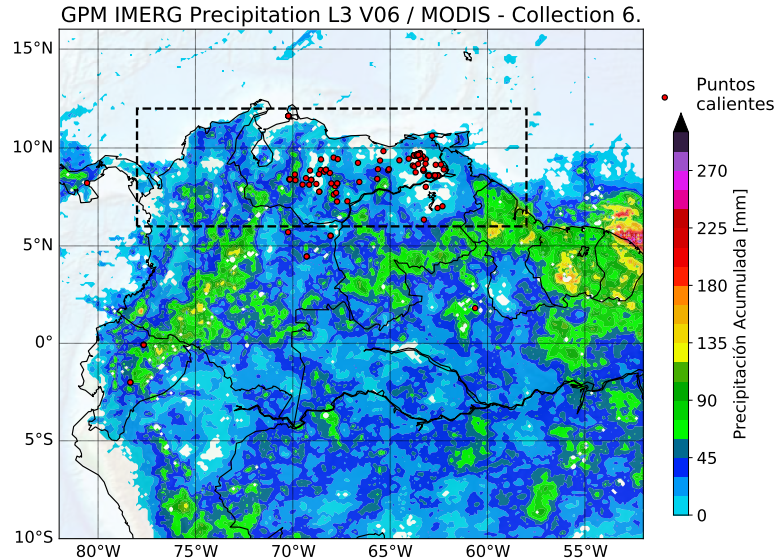 GPM IMERG Precipitation L3 V06 / MODIS - Collection 6.
15°N
10°N
5°N
0°
5°S
10°S
80°W
75°W
70°W
65°W
60°W
55°W
Puntos
calientes
270
225
180
135
90
45
0
Precipitación Acumulada [mm]